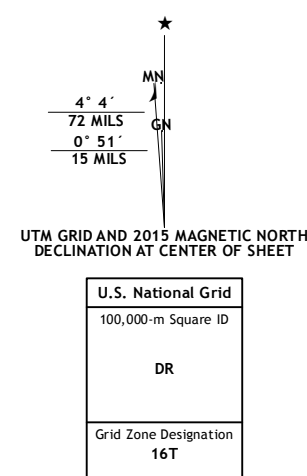 ★
MN
GN
4° 4´
72 MILS
0° 51´
15 MILS
UTM GRID AND 2015 MAGNETIC NORTH
DECLINATION AT CENTER OF SHEET
U.S. National Grid
100,000-m Square ID
DR
Grid Zone Designation
16T